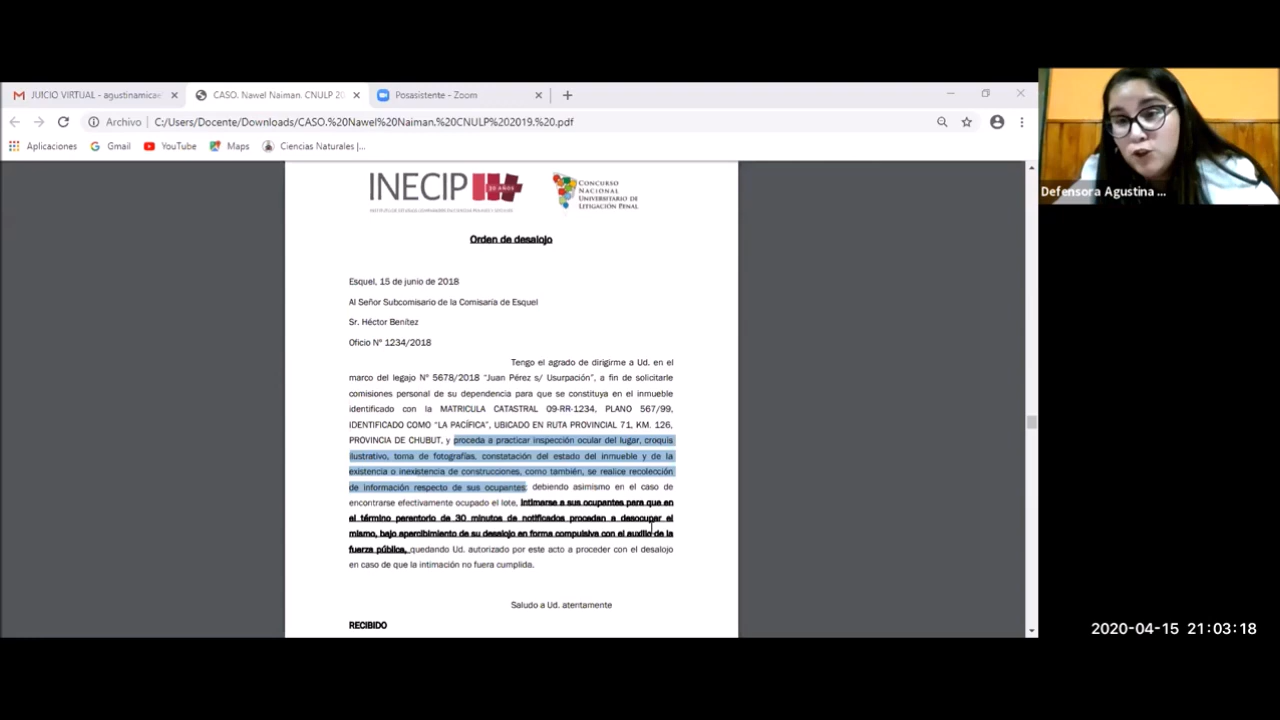 JUICIO VIRTUAL - agustinamicae
CASO. Nawel Naiman. CNULP 20
Posasistente - Zoom
Archivo
C:/Users/Docente/Downloads/CASO.%20Nawel%20Naiman.%20CNULP%202019.%20.pdf
Aplicaciones
Gmail
YouTube
Maps
Ciencias Naturales |...
Defensora Agustina ...
INECIP
30 AÑOS
CONCURSO
NACIONAL
UNIVERSITARIO DE
LITIGACIÓN PENAL
Orden de desalojo
Esquel, 15 de junio de 2018
Al Señor Subcomisario de la Comisaría de Esquel
Sr. Héctor Benítez
Oficio N° 1234/2018
Tengo el agrado de dirigirme a Ud. en el
marco del legajo N° 5678/2018 “Juan Pérez s/ Usurpación”, a fin de solicitarle
comisiones personal de su dependencia para que se constituya en el inmueble
identificado con la MATRICULA CATASTRAL 09-RR-1234, PLANO 567/99,
IDENTIFICADO COMO “LA PACÍFICA”, UBICADO EN RUTA PROVINCIAL 71, KM. 126,
PROVINCIA DE CHUBUT, y proceda a practicar inspección ocular del lugar, croquis
ilustrativo, toma de fotografías, constatación del estado del inmueble y de la
existencia o inexistencia de construcciones, como también, se realice recolección
de información respecto de sus ocupantes; debiendo asimismo en el caso de
encontrarse efectivamente ocupado el lote, intimarse a sus ocupantes para que en
el término perentorio de 30 minutos de notificados procedan a desocupar el
mismo, bajo apercibimiento de su desalojo en forma compulsiva con el auxilio de la
fuerza pública, quedando Ud. autorizado por este acto a proceder con el desalojo
en caso de que la intimación no fuera cumplida.
Saludo a Ud. atentamente
RECIBIDO
2020-04-15 21:03:18